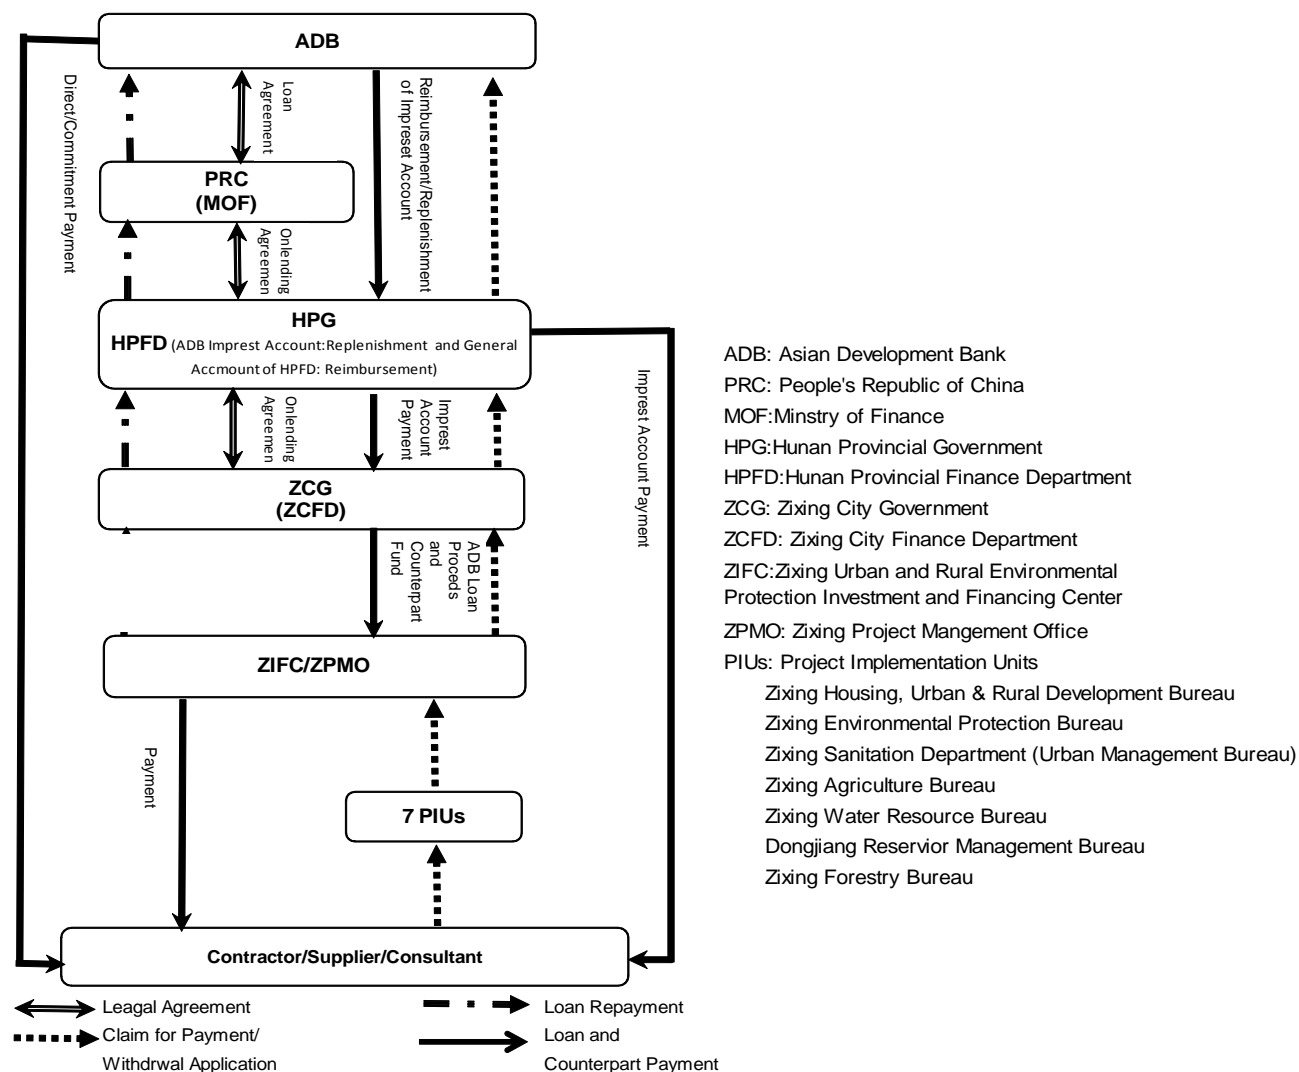 ADB
Direct/Commitment Payment
Loan
Agreement
Reimbursement/Replenishment
of Impreset Account
PRC
(MOF)
Onlending
Agreemen
HPG
HPFD (ADB Imprest Account:Replenishment and General
Accmount of HPFD: Reimbursement)
Onlending
Agreemen
Imprest
Account
Payment
Imprest Account Payment
ZCG
(ZCFD)
ADB Loan
Proceds
and
Counterpart
Fund
ZIFC/ZPMO
Payment
7 PIUs
Contractor/Supplier/Consultant
Leagal Agreement
Claim for Payment/
Withdrwal Application
Loan Repayment
Loan and
Counterpart Payment
ADB: Asian Development Bank
PRC: People's Republic of China
MOF:Minstry of Finance
HPG:Hunan Provincial Government
HPFD:Hunan Provincial Finance Department
ZCG: Zixing City Government
ZCFD: Zixing City Finance Department
ZIFC:Zixing Urban and Rural Environmental
Protection Investment and Financing Center
ZPMO: Zixing Project Mangement Office
PIUs: Project Implementation Units
Zixing Housing, Urban & Rural Development Bureau
Zixing Environmental Protection Bureau
Zixing Sanitation Department (Urban Management Bureau)
Zixing Agriculture Bureau
Zixing Water Resource Bureau
Dongjiang Reservior Management Bureau
Zixing Forestry Bureau